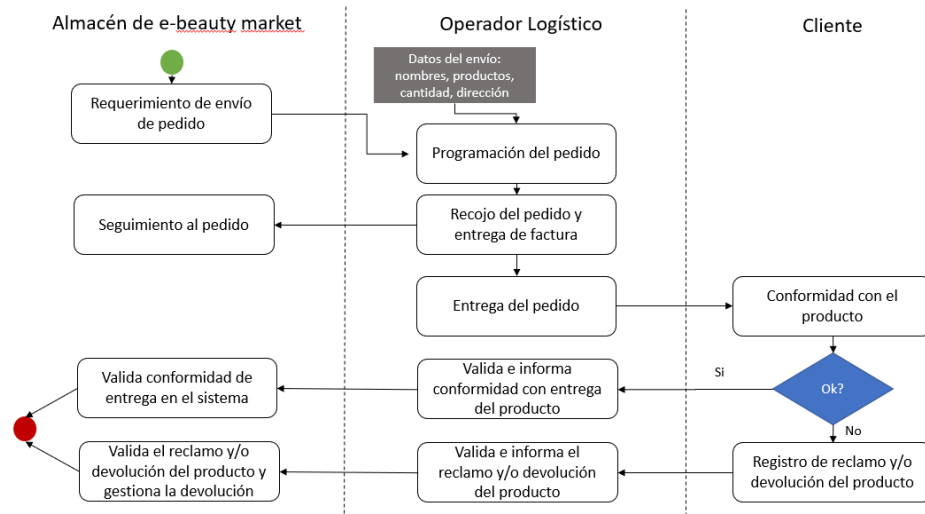 Almacén de e-beauty market
Operador Logístico
Cliente
Datos del envío:
nombres, productos,
cantidad, dirección
Requerimiento de envío
de pedido
Programación del pedido
Seguimiento al pedido
Recojo del pedido y
entrega de factura
Entrega del pedido
Conformidad con el
producto
Ok?
Si
No
Valida e informa
conformidad con entrega
del producto
Valida conformidad de
entrega en el sistema
Registro de reclamo y/o
devolución del producto
Valida e informa el
reclamo y/o devolución
del producto
Valida el reclamo y/o
devolución del producto y
gestiona la devolución